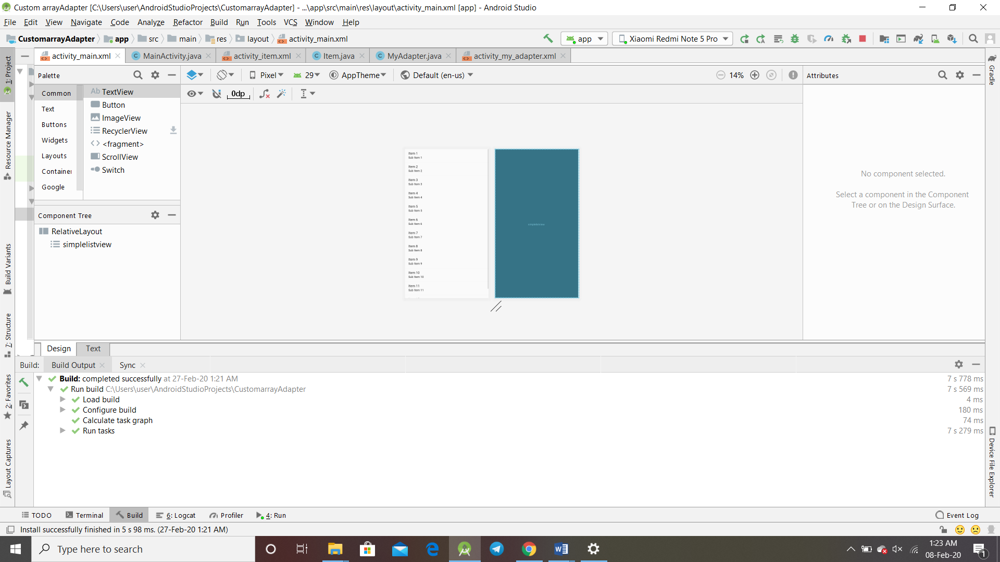 Custom arrayAdapter [C:\Users\user\AndroidStudioProjects\CustomarrayAdapter] - ...\app\src\main\res\layout\activity_main.xml [app] - Android Studio
File Edit View Navigate Code Analyze Refactor Build Run Tools VCS Window Help
CustomarrayAdapter app src main res layout activity_main.xml app Xiaomi Redmi Note 5 Pro
activity_main.xml MainActivity.java activity_item.xml Item.java MyAdapter.java activity_my_adapter.xml
1: Project
Resource Manager
Build Variants
7: Structure
2: Favorites
Layout Captures
Palette
Common
Text
Buttons
Widgets
Layouts
Containe
Google
Ab TextView
Button
ImageView
RecyclerView
<fragment>
ScrollView
Switch
Component Tree
RelativeLayout
simplelistview
Pixel 29 AppTheme Default (en-us) 14%
0dp
Item 1
Sub Item 1
Item 2
Sub Item 2
Item 3
Sub Item 3
Item 4
Sub Item 4
Item 5
Sub Item 5
Item 6
Sub Item 6
Item 7
Sub Item 7
Item 8
Sub Item 8
Item 9
Sub Item 9
Item 10
Sub Item 10
Item 11
Sub Item 11
simplelistview
Attributes
No component selected.
Select a component in the Component
Tree or on the Design Surface.
Gradle
Device File Explorer
Design Text
Build: Build Output Sync
Build: completed successfully at 27-Feb-20 1:21 AM 7 s 778 ms
Run build C:\Users\user\AndroidStudioProjects\CustomarrayAdapter 7 s 569 ms
Load build 4 ms
Configure build 180 ms
Calculate task graph 74 ms
Run tasks 7 s 279 ms
TODO Terminal Build 6: Logcat Profiler 4: Run Event Log
Install successfully finished in 5 s 98 ms. (27-Feb-20 1:21 AM)
Type here to search
1:23 AM
08-Feb-20
1